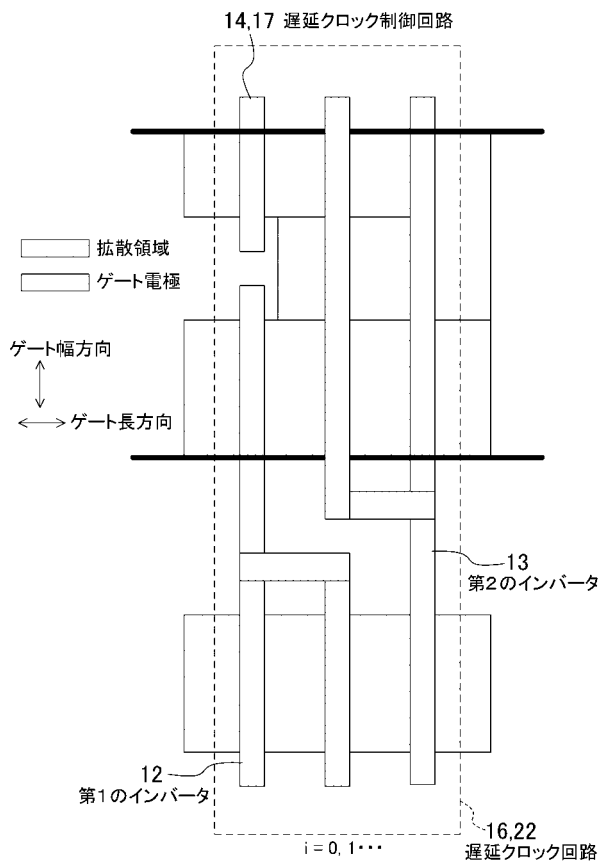 14,17 遅延クロック制御回路
拡散領域
ゲート電極
ゲート幅方向
ゲート長方向
13
第2のインバータ
12
第1のインバータ
16,22
遅延クロック回路
i = 0, 1・・・